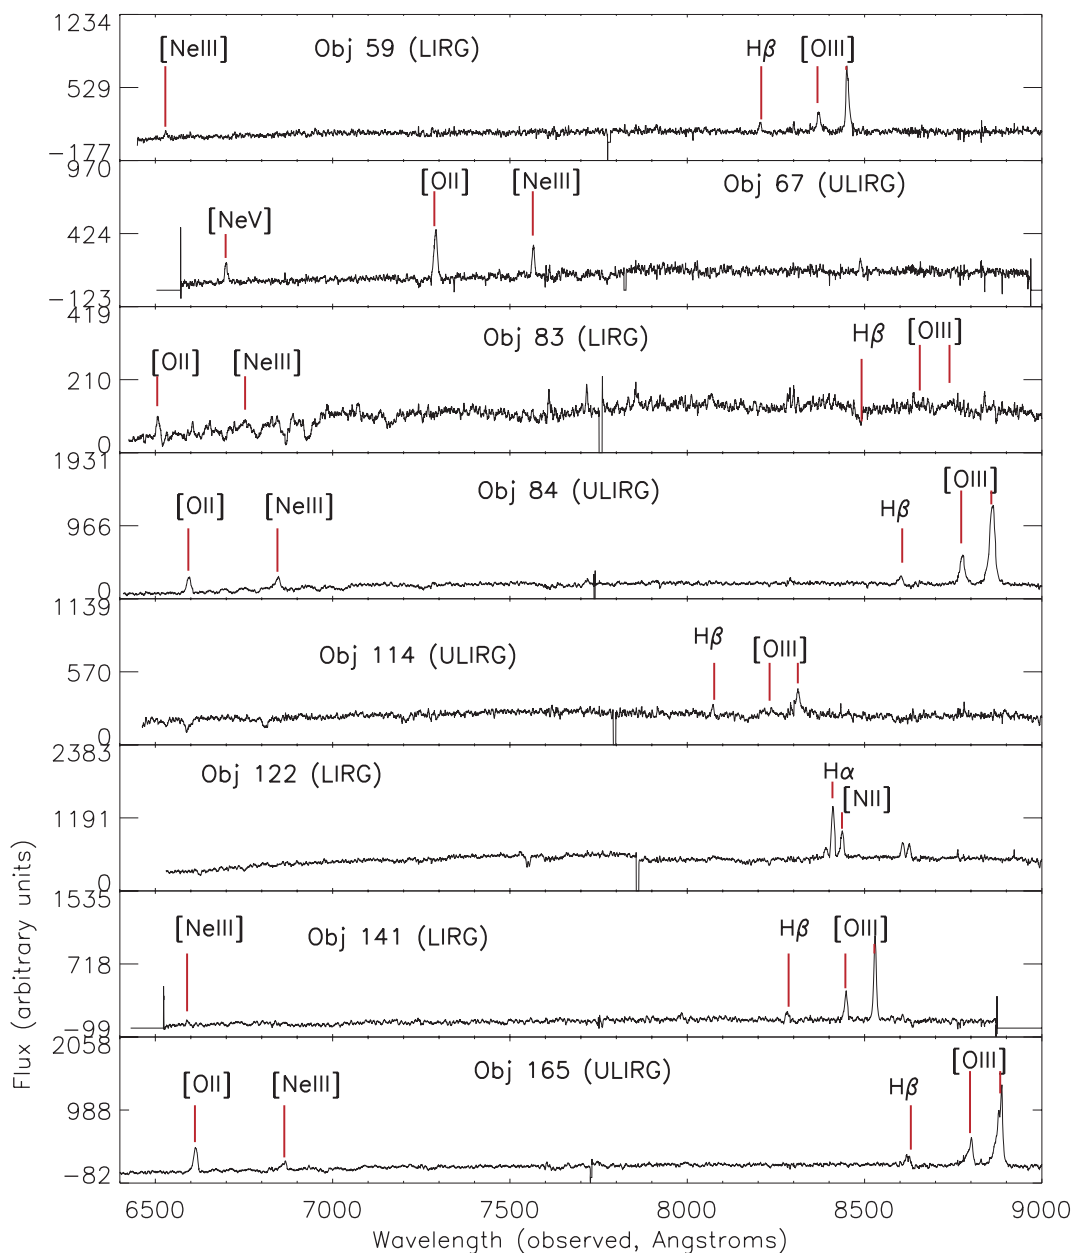 1234
[NeIII]
Obj 59 (LIRG)
Hβ
[OIII]
529
−177
970
[OII]
[NeIII]
Obj 67 (ULIRG)
[NeV]
424
−123
419
Obj 83 (LIRG)
Hβ
[OIII]
[OII]
[NeIII]
210
0
1931
Obj 84 (ULIRG)
[OIII]
[OII]
[NeIII]
Hβ
966
0
1139
Hβ
[OIII]
Obj 114 (ULIRG)
570
0
2383
Obj 122 (LIRG)
Hα
[NII]
1191
0
1535
[NeIII]
Obj 141 (LIRG)
Hβ
[OIII]
718
−99
2058
[OII]
[NeIII]
Obj 165 (ULIRG)
Hβ
[OIII]
988
−82
6500 7000 7500 8000 8500 9000
Wavelength (observed, Angstroms)
Flux (arbitrary units)